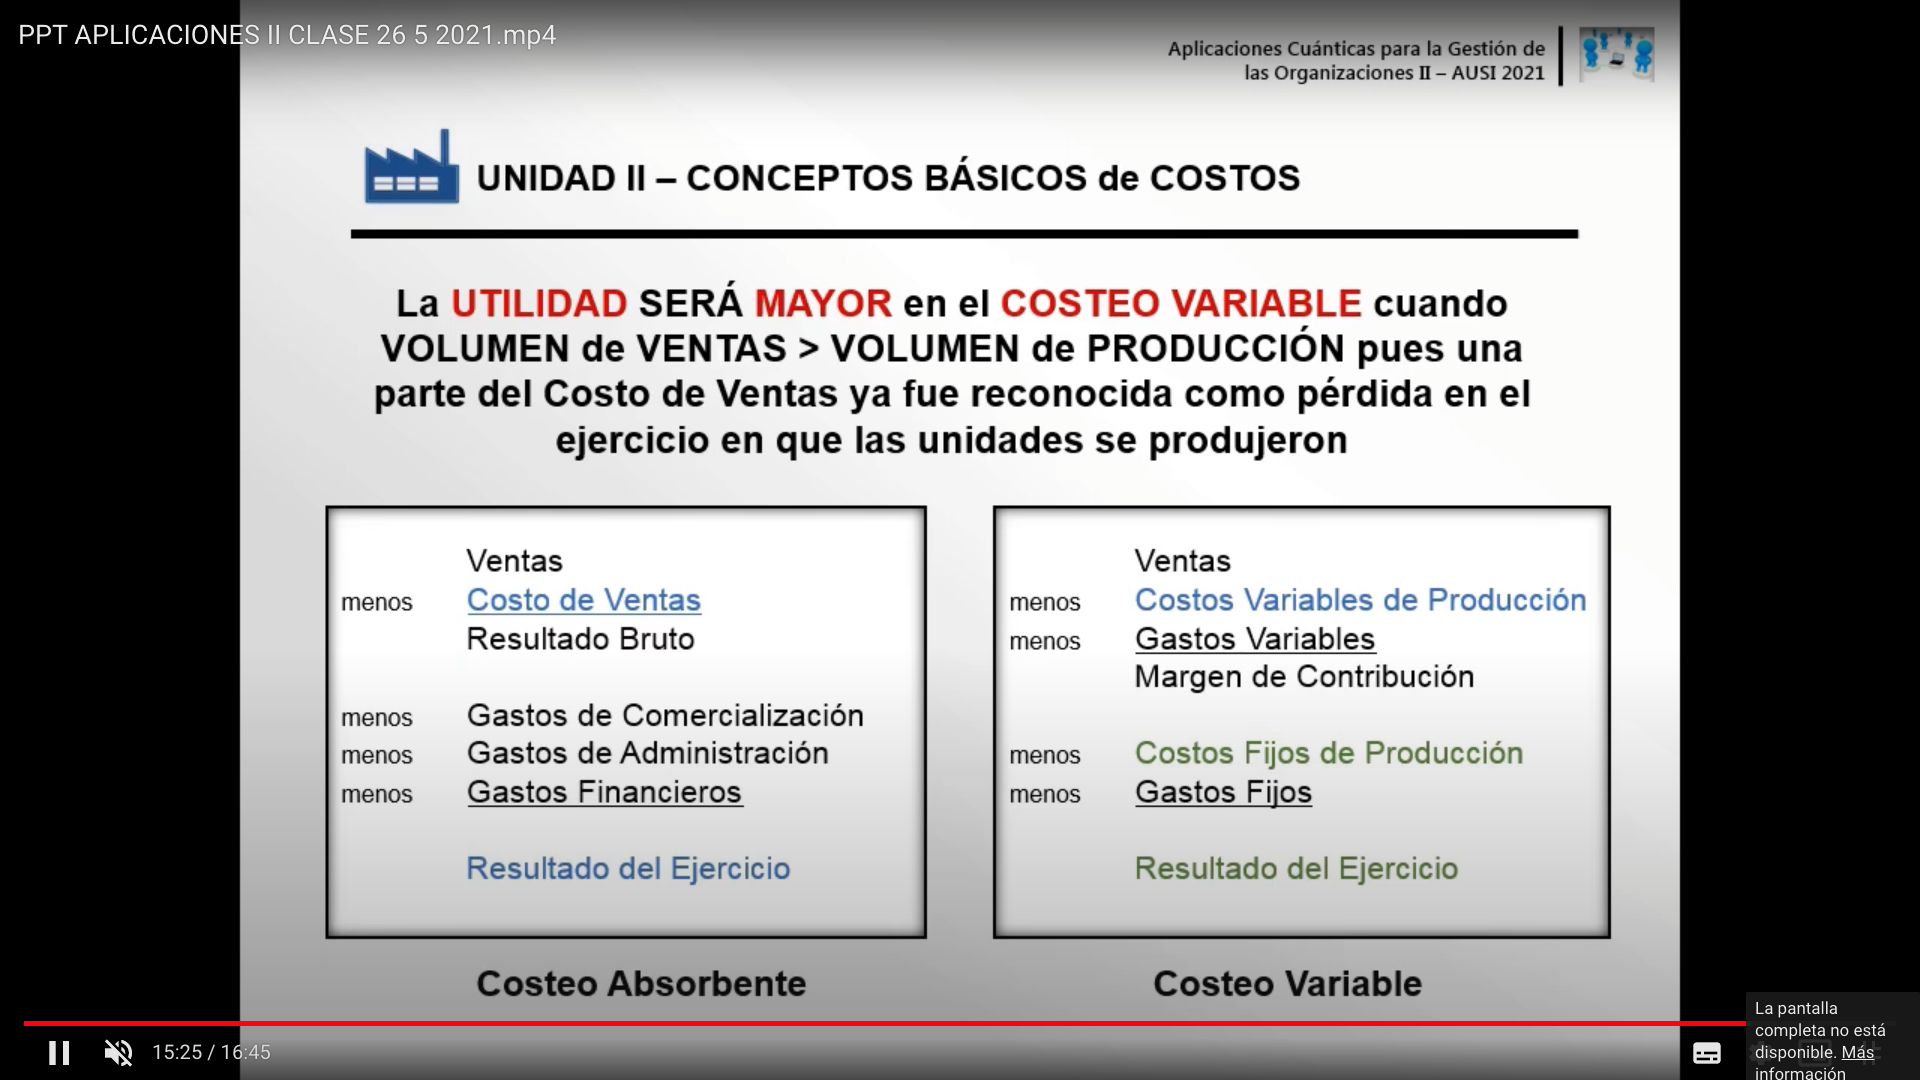 PPT APLICACIONES II CLASE 26 5 2021.mp4
Aplicaciones Cuánticas para la Gestión de
las Organizaciones II – AUSI 2021
UNIDAD II – CONCEPTOS BÁSICOS de COSTOS
La UTILIDAD SERÁ MAYOR en el COSTEO VARIABLE cuando
VOLUMEN de VENTAS > VOLUMEN de PRODUCCIÓN pues una
parte del Costo de Ventas ya fue reconocida como pérdida en el
ejercicio en que las unidades se produjeron
Ventas
menos Costo de Ventas
Resultado Bruto
menos Gastos de Comercialización
menos Gastos de Administración
menos Gastos Financieros
Resultado del Ejercicio
Costeo Absorbente
Ventas
menos Costos Variables de Producción
menos Gastos Variables
Margen de Contribución
menos Costos Fijos de Producción
menos Gastos Fijos
Resultado del Ejercicio
Costeo Variable
15:25 / 16:45
La pantalla
completa no está
disponible. Más
información